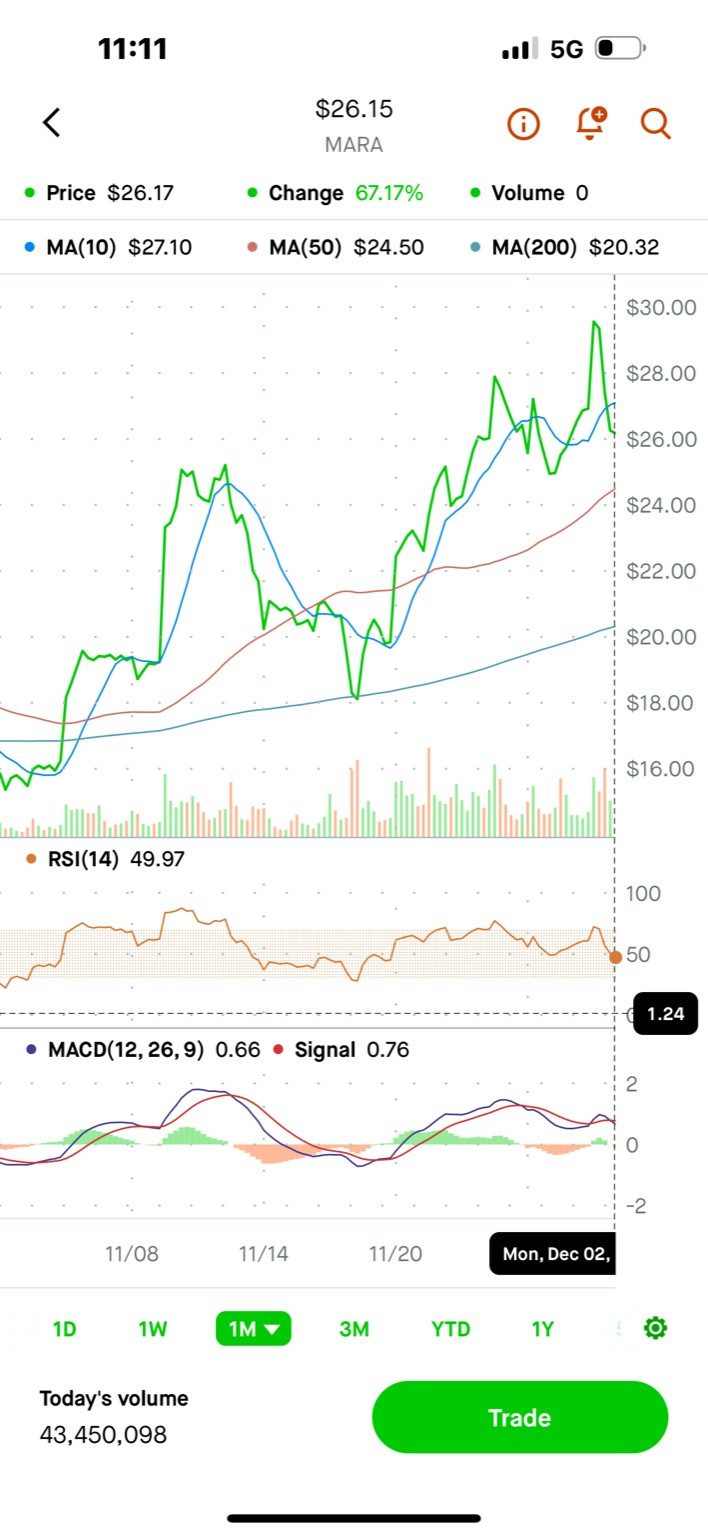 11:11 5G
$26.15
MARA
Price $26.17 Change 67.17% Volume 0
MA(10) $27.10 MA(50) $24.50 MA(200) $20.32
$30.00
$28.00
$26.00
$24.00
$22.00
$20.00
$18.00
$16.00
RSI(14) 49.97
100
50
1.24
MACD(12, 26, 9) 0.66 Signal 0.76
2
0
-2
11/08 11/14 11/20 Mon, Dec 02,
1D 1W 1M 3M YTD 1Y
Today's volume
43,450,098
Trade